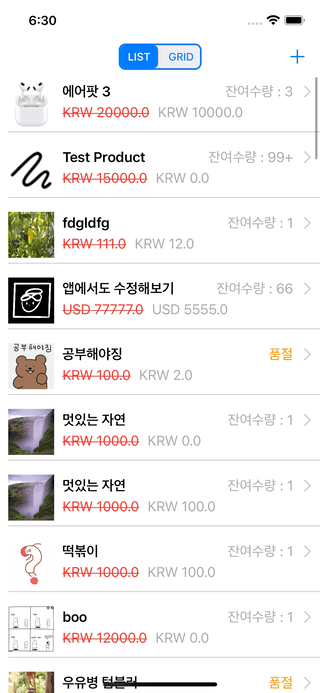 6:30
LIST GRID
에어팟 3 잔여수량 : 3
KRW 20000.0 KRW 10000.0
Test Product 잔여수량 : 99+
KRW 15000.0 KRW 0.0
fdgldfg 잔여수량 : 1
KRW 111.0 KRW 12.0
앱에서도 수정해보기 잔여수량 : 66
USD 77777.0 USD 5555.0
공부해야징
공부해야징 품절
KRW 100.0 KRW 2.0
멋있는 자연 잔여수량 : 1
KRW 1000.0 KRW 0.0
멋있는 자연 잔여수량 : 1
KRW 1000.0 KRW 100.0
떡볶이 잔여수량 : 1
KRW 1000.0 KRW 100.0
boo 잔여수량 : 1
KRW 12000.0 KRW 0.0
우유병 텀블러 품절